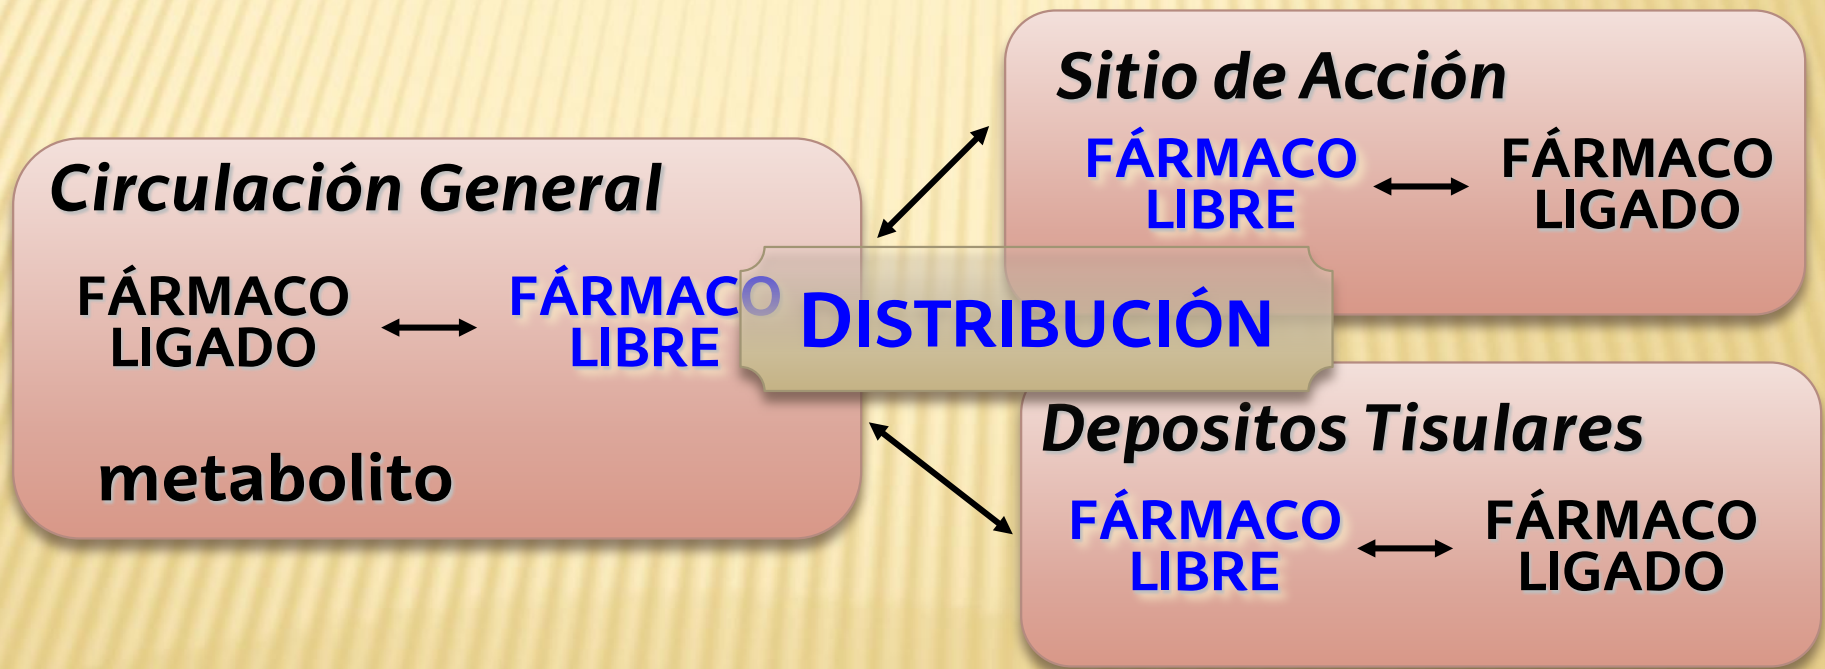 Circulación General
FÁRMACO
LIGADO
FÁRMACO
LIBRE
metabolito
DISTRIBUCIÓN
Sitio de Acción
FÁRMACO
LIBRE
FÁRMACO
LIGADO
Depositos Tisulares
FÁRMACO
LIBRE
FÁRMACO
LIGADO